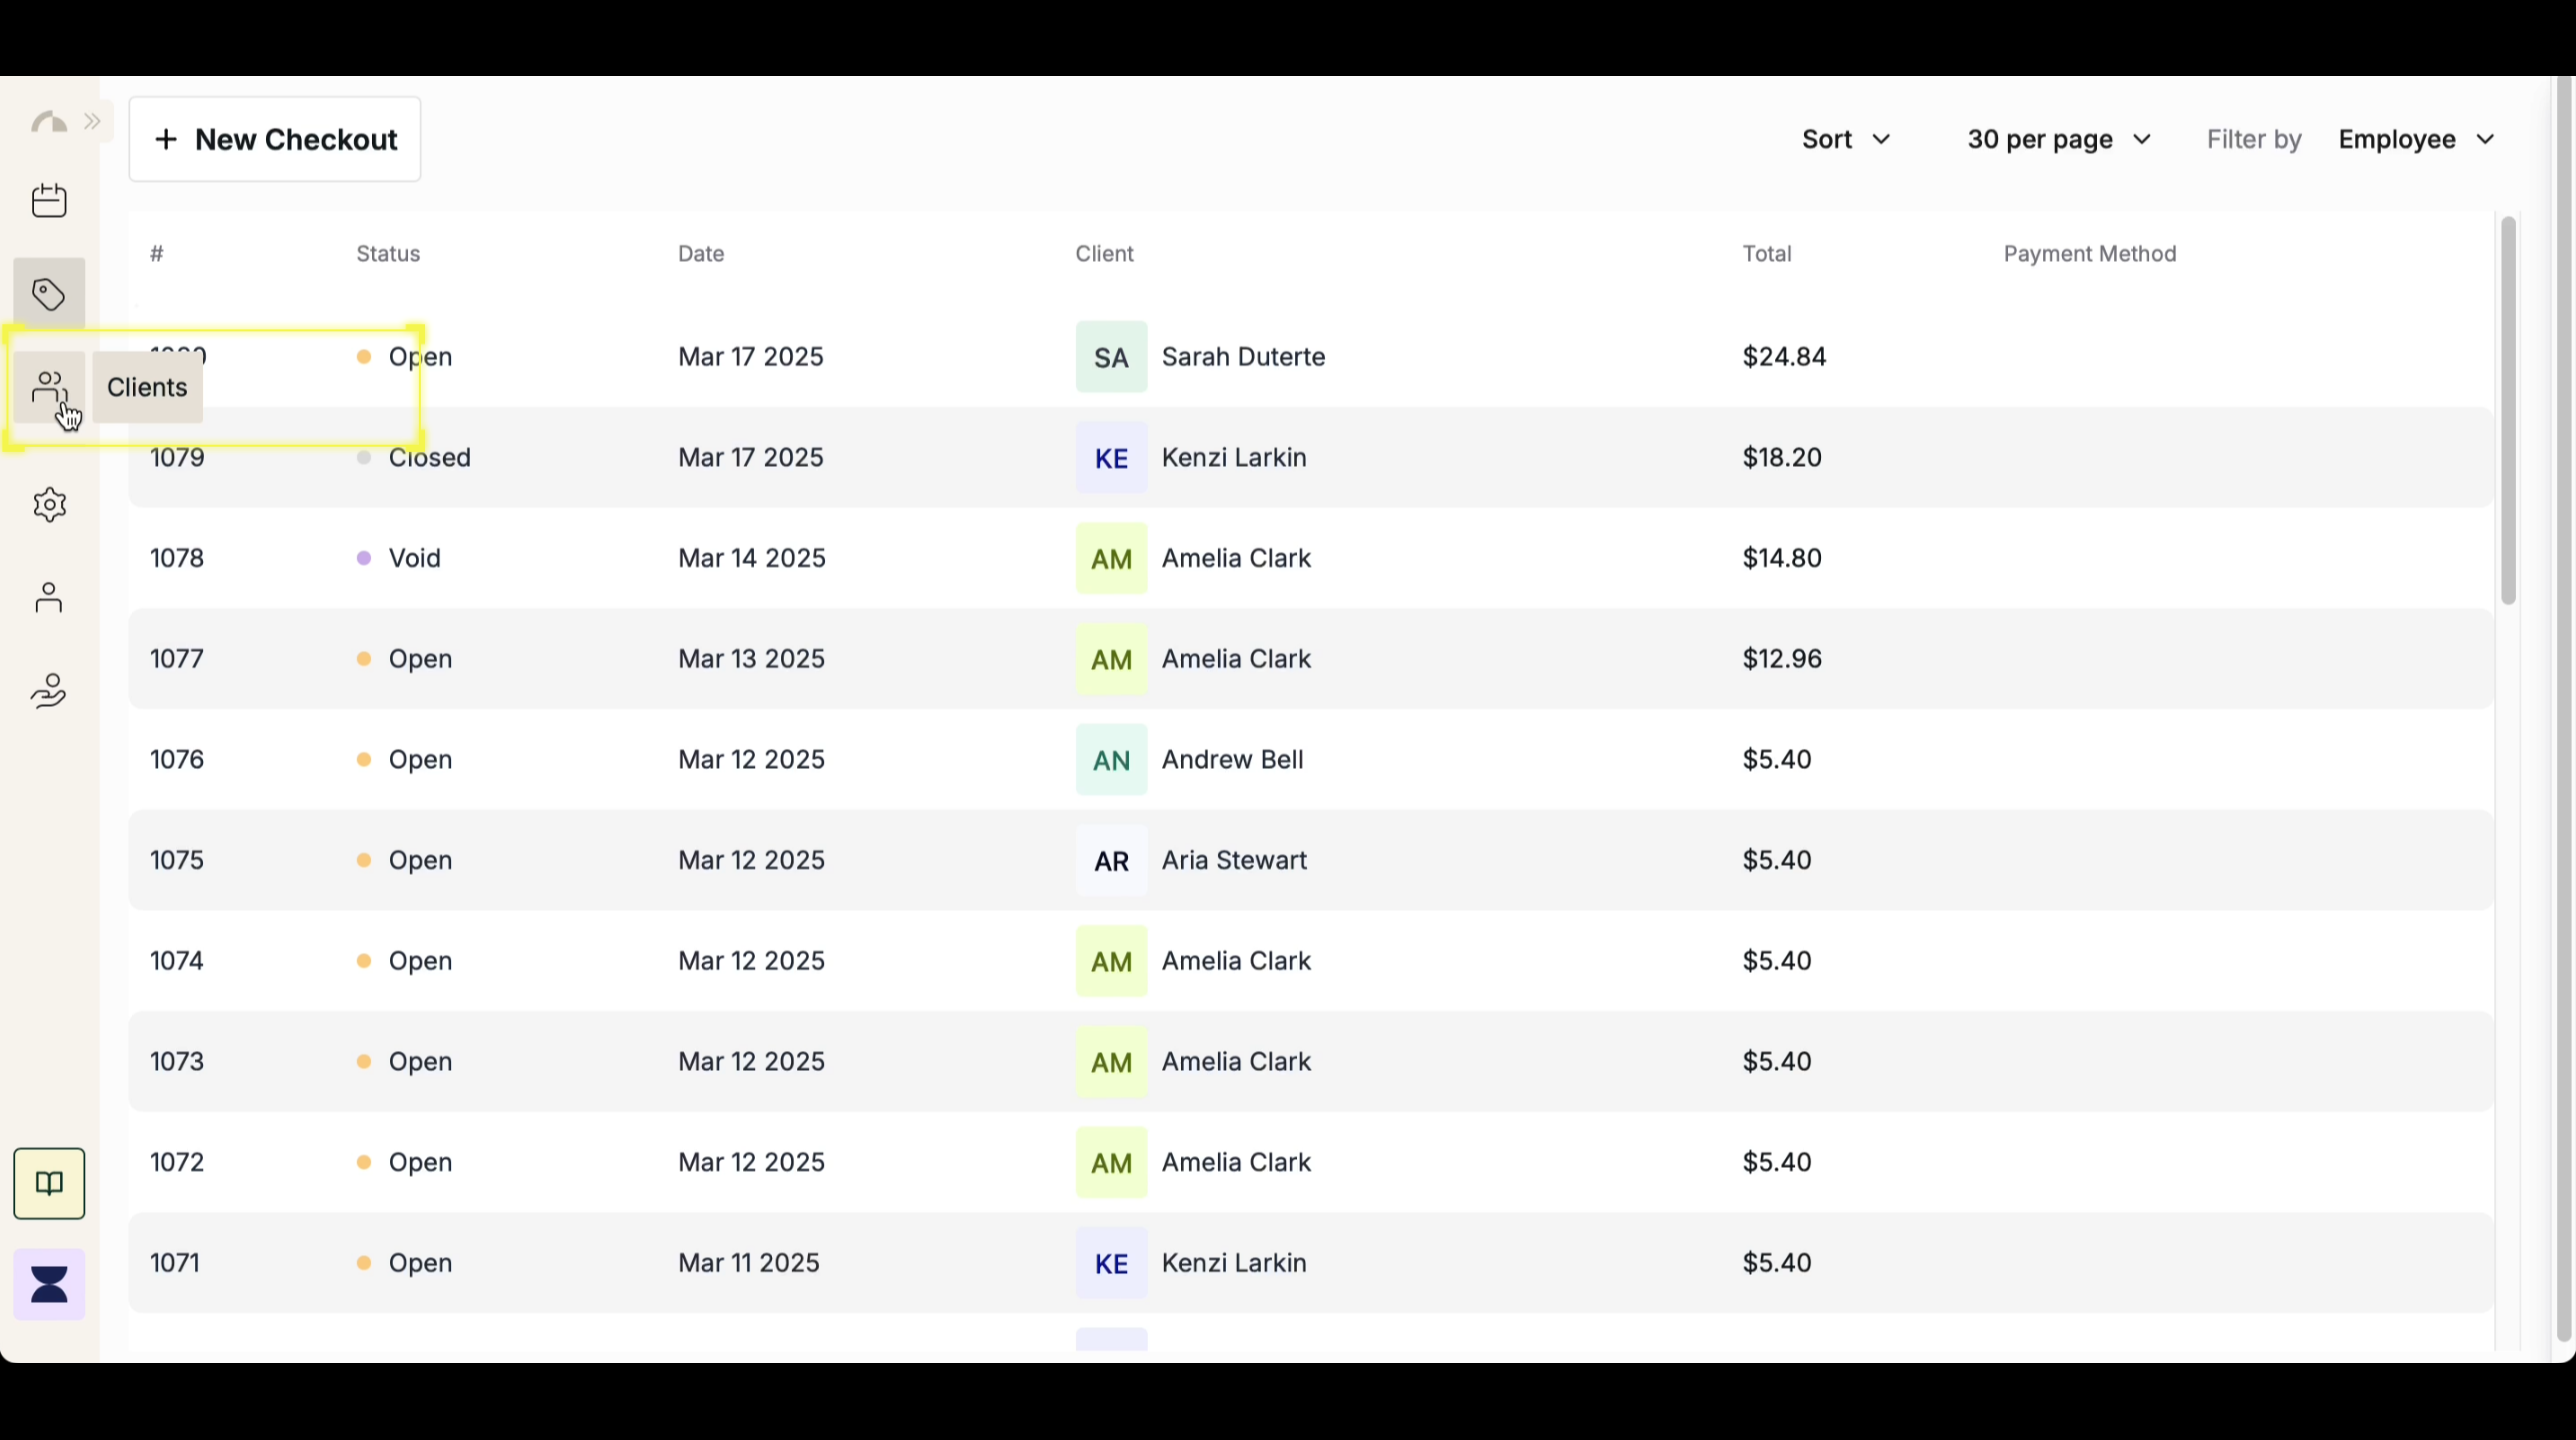 + New Checkout
Sort
30 per page
Filter by Employee
# Status Date Client Total Payment Method
Open Mar 17 2025 SA Sarah Duterte $24.84
Clients
1079 Closed Mar 17 2025 KE Kenzi Larkin $18.20
1078 Void Mar 14 2025 AM Amelia Clark $14.80
1077 Open Mar 13 2025 AM Amelia Clark $12.96
1076 Open Mar 12 2025 AN Andrew Bell $5.40
1075 Open Mar 12 2025 AR Aria Stewart $5.40
1074 Open Mar 12 2025 AM Amelia Clark $5.40
1073 Open Mar 12 2025 AM Amelia Clark $5.40
1072 Open Mar 12 2025 AM Amelia Clark $5.40
1071 Open Mar 11 2025 KE Kenzi Larkin $5.40